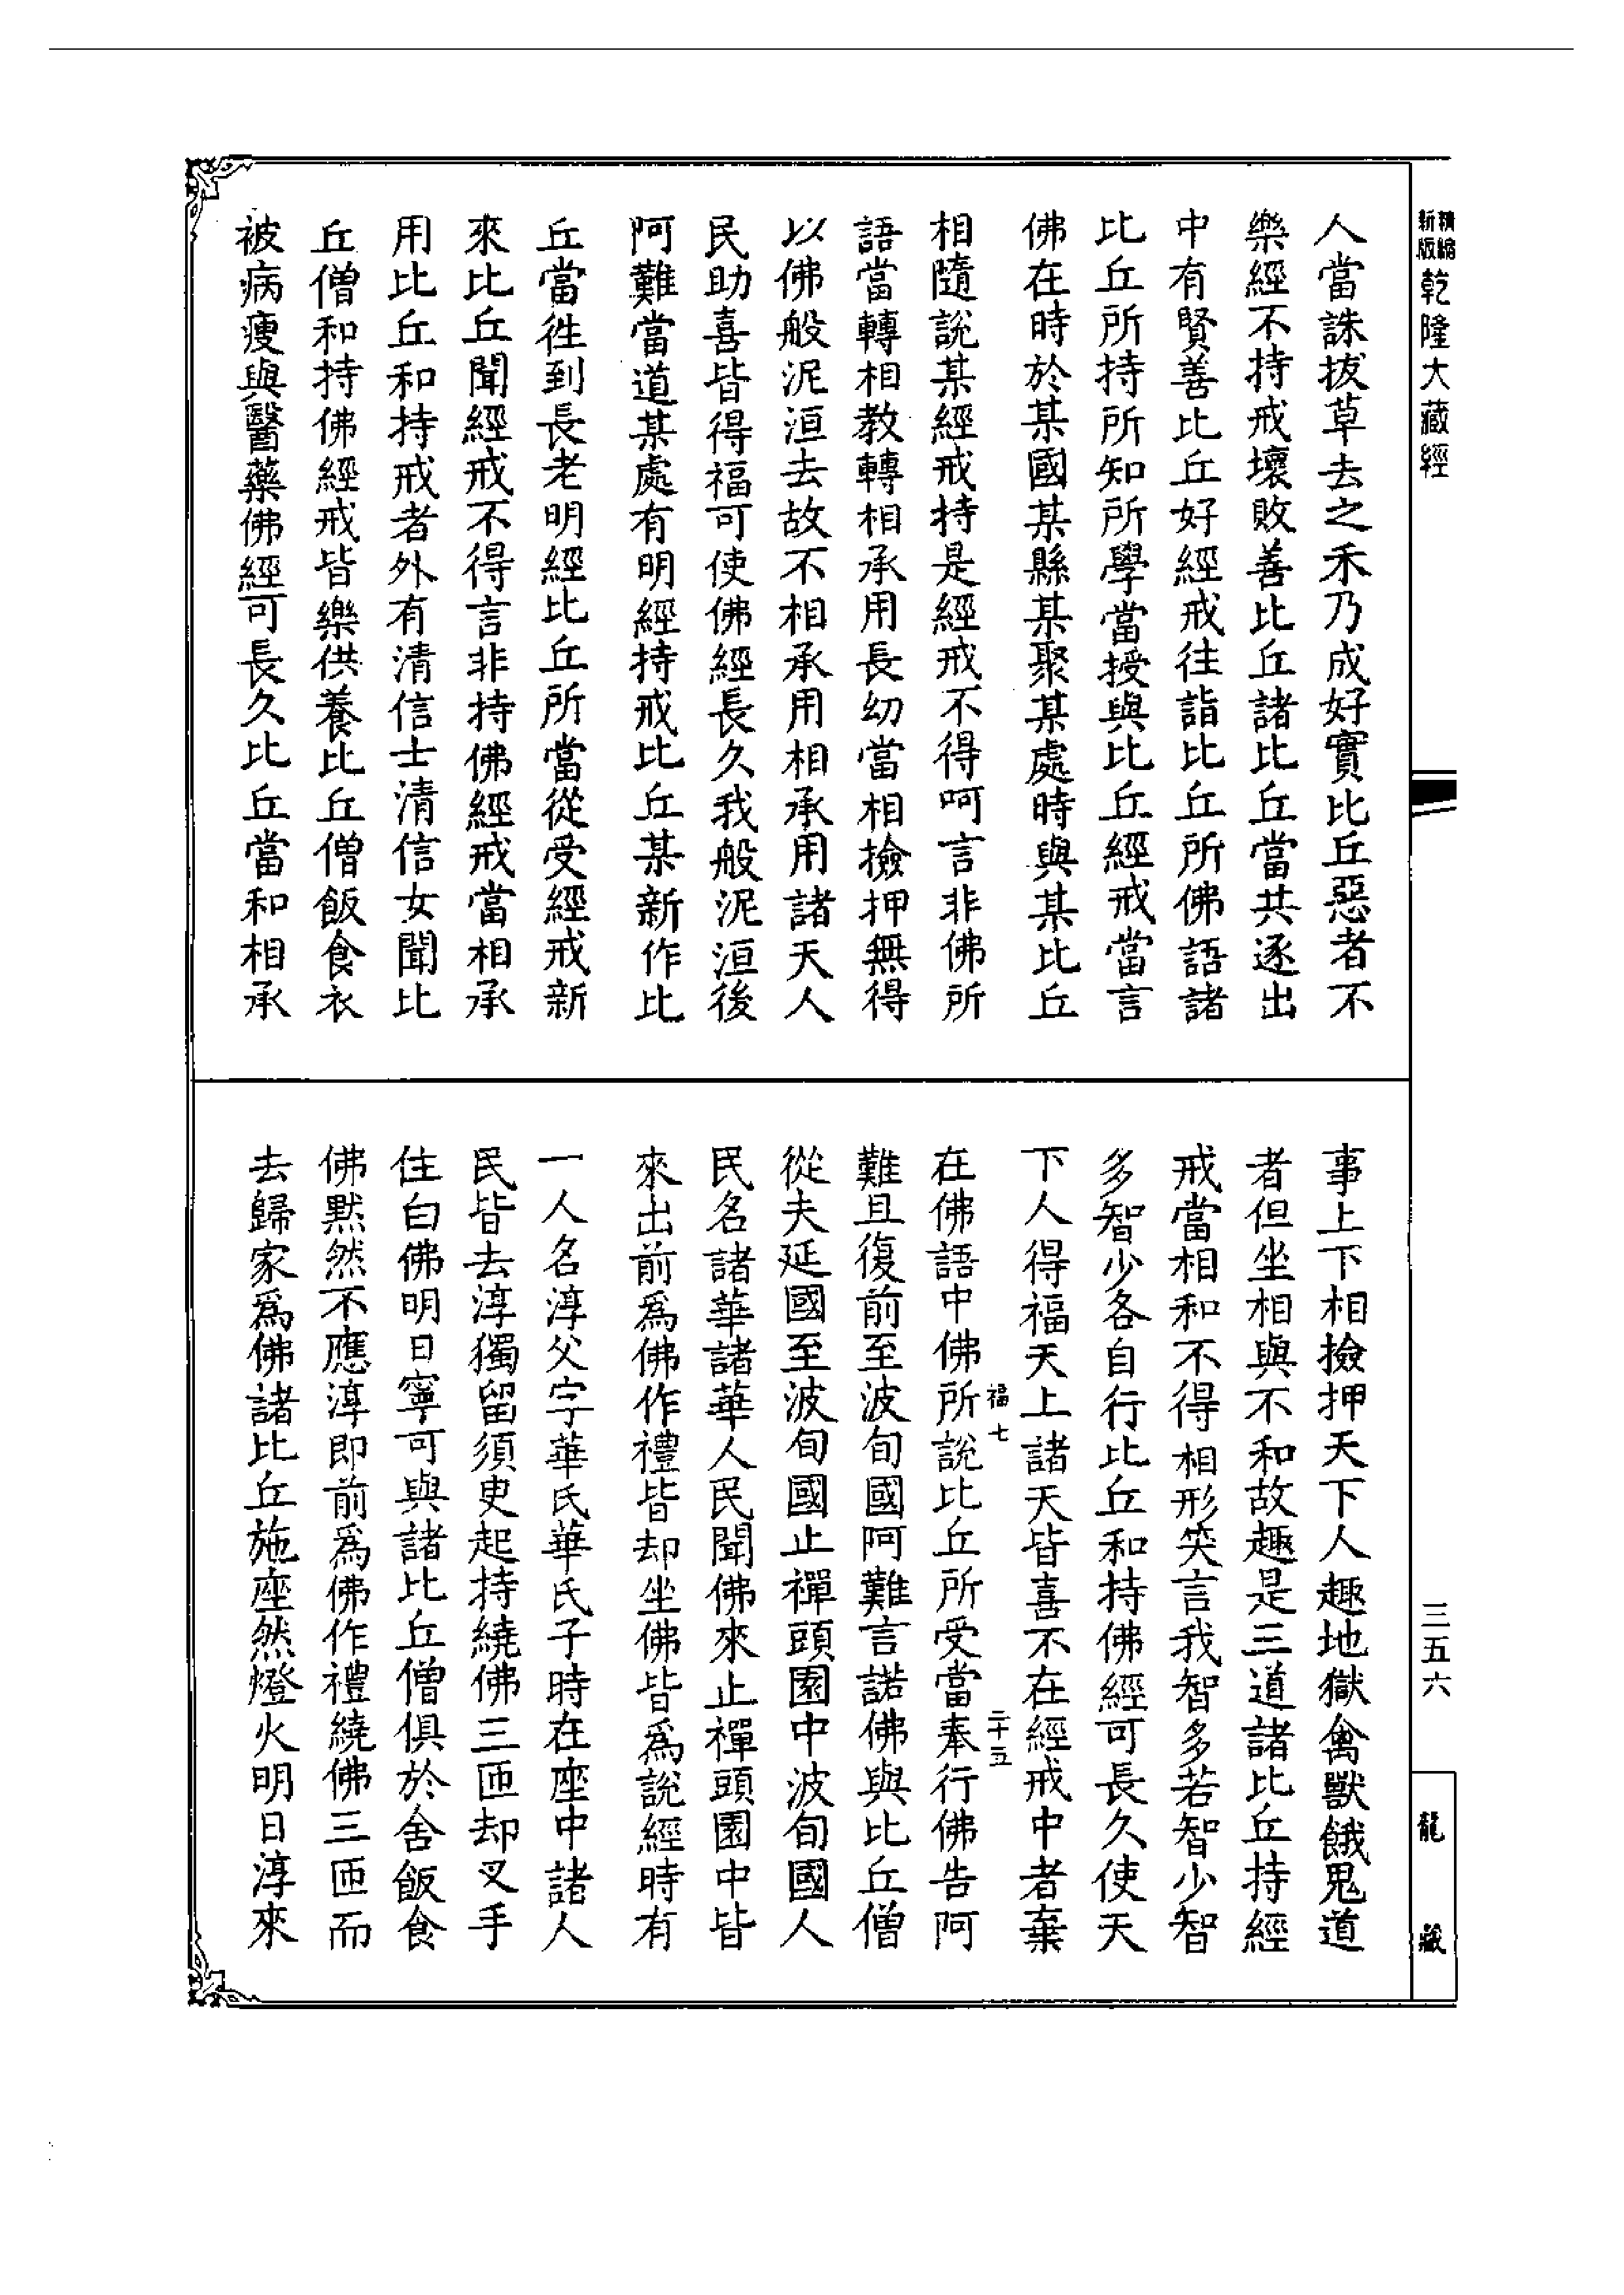 精縮新版乾隆大藏經
人當誅拔草去之禾乃成好實比丘惡者不
樂經不持戒壞敗善比丘諸比丘當共逐出
中有賢善比丘好經戒往詣比丘所佛語諸
比丘所持所知所學當授與比丘經戒當言
佛在時於某國某縣某聚某處時與某比丘
相隨說某經戒持是經戒不得呵言非佛所
語當轉相教轉相承用長幼當相撿押無得
以佛般泥洹去故不相承用相承用諸天人
民助喜皆得福可使佛經長久我般泥洹後
阿難當道某處有明經持戒比丘某新作比
丘當徃到長老明經比丘所當從受經戒新
來比丘聞經戒不得言非持佛經戒當相承
用比丘和持戒者外有清信士清信女聞比
丘僧和持佛經戒皆樂供養比丘僧飯食衣
被病瘦與醫藥佛經可長久比丘當和相承
事上下相撿押天下人趣地獄禽獸餓鬼道
者但坐相與不和故趣是三道諸比丘持經
戒當相和不得相形笑言我智多若智少智
多智少各自行比丘和持佛經可長久使天
下人得福天上諸天皆喜不在經戒中者棄
福七 二十五
在佛語中佛所說比丘所受當奉行佛告阿
難且復前至波旬國阿難言諾佛與比丘僧
從夫延國至波旬國止禪頭園中波旬國人
民名諸華諸華人民聞佛來止禪頭園中皆
來出前爲佛作禮皆却坐佛皆爲說經時有
一人名淳父字華氏華氏子時在座中諸人
民皆去淳獨留須臾起持繞佛三匝却叉手
住白佛明日寧可與諸比丘僧俱於舍飯食
佛默然不應淳即前爲佛作禮繞佛三匝而
去歸家爲佛諸比丘施座然燈火明日淳來
三五六
龍藏